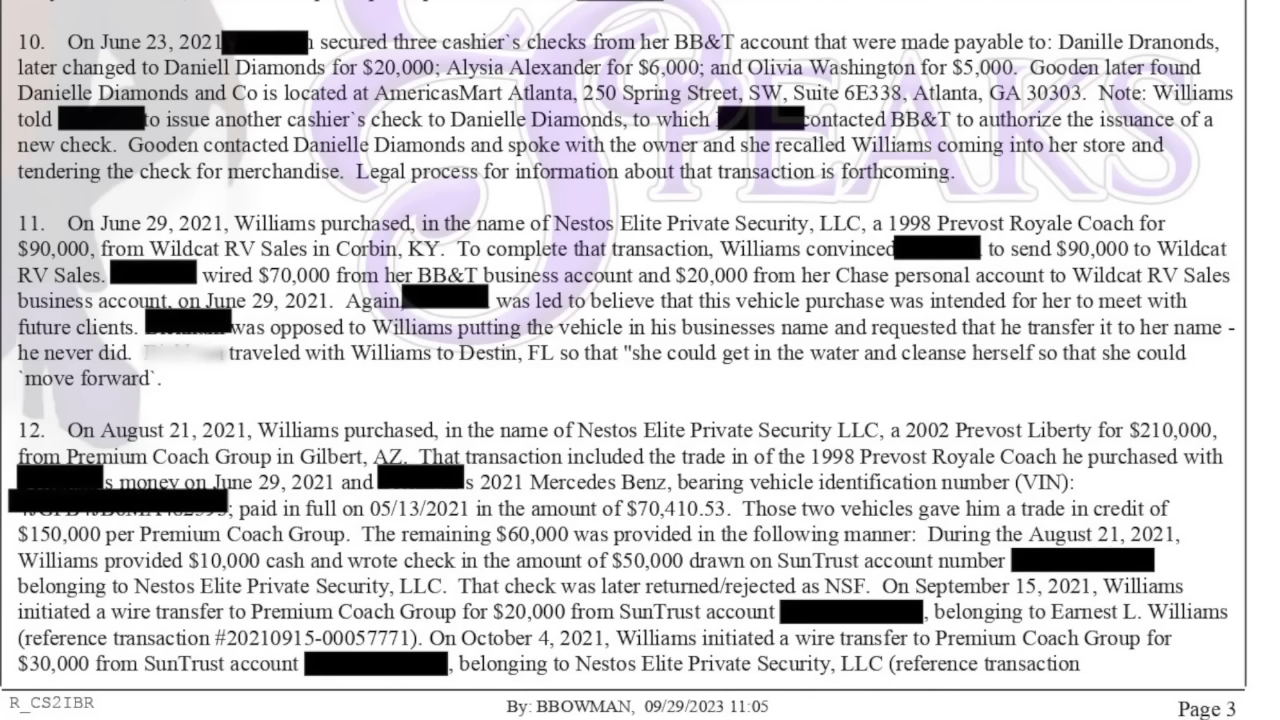 10. On June 23, 2021 secured three cashier`s checks from her BB&T account that were made payable to: Danille Dranonds,
later changed to Daniell Diamonds for $20,000; Alysia Alexander for $6,000; and Olivia Washington for $5,000. Gooden later found
Danielle Diamonds and Co is located at AmericasMart Atlanta, 250 Spring Street, SW, Suite 6E338, Atlanta, GA 30303. Note: Williams
told to issue another cashier`s check to Danielle Diamonds, to which contacted BB&T to authorize the issuance of a
new check. Gooden contacted Danielle Diamonds and spoke with the owner and she recalled Williams coming into her store and
tendering the check for merchandise. Legal process for information about that transaction is forthcoming.
11. On June 29, 2021, Williams purchased, in the name of Nestos Elite Private Security, LLC, a 1998 Prevost Royale Coach for
$90,000, from Wildcat RV Sales in Corbin, KY. To complete that transaction, Williams convinced to send $90,000 to Wildcat
RV Sales. wired $70,000 from her BB&T business account and $20,000 from her Chase personal account to Wildcat RV Sales
business account, on June 29, 2021. Again was led to believe that this vehicle purchase was intended for her to meet with
future clients. was opposed to Williams putting the vehicle in his businesses name and requested that he transfer it to her name -
he never did. traveled with Williams to Destin, FL so that "she could get in the water and cleanse herself so that she could
`move forward`.
12. On August 21, 2021, Williams purchased, in the name of Nestos Elite Private Security LLC, a 2002 Prevost Liberty for $210,000,
from Premium Coach Group in Gilbert, AZ. That transaction included the trade in of the 1998 Prevost Royale Coach he purchased with
s money on June 29, 2021 and s 2021 Mercedes Benz, bearing vehicle identification number (VIN):
; paid in full on 05/13/2021 in the amount of $70,410.53. Those two vehicles gave him a trade in credit of
$150,000 per Premium Coach Group. The remaining $60,000 was provided in the following manner: During the August 21, 2021,
Williams provided $10,000 cash and wrote check in the amount of $50,000 drawn on SunTrust account number
belonging to Nestos Elite Private Security, LLC. That check was later returned/rejected as NSF. On September 15, 2021, Williams
initiated a wire transfer to Premium Coach Group for $20,000 from SunTrust account , belonging to Earnest L. Williams
(reference transaction #20210915-00057771). On October 4, 2021, Williams initiated a wire transfer to Premium Coach Group for
$30,000 from SunTrust account , belonging to Nestos Elite Private Security, LLC (reference transaction
R_CS2IBR
By: BBOWMAN, 09/29/2023 11:05
Page 3
SPEAKS